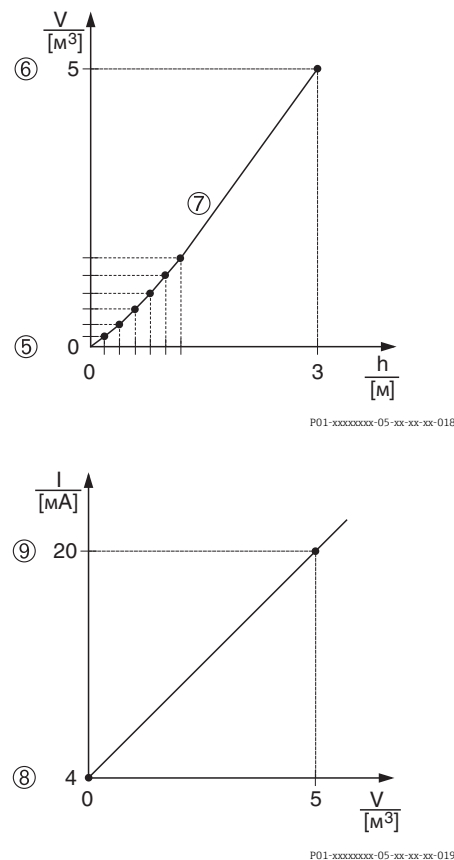 V
[м³]
⑥ 5
⑦
⑤ 0
0 3
h
[м]
P01-xxxxxxxx-05-xx-xx-xx-018
I
[мА]
⑨ 20
⑧ 4
0 5
V
[м³]
P01-xxxxxxxx-05-xx-xx-xx-019